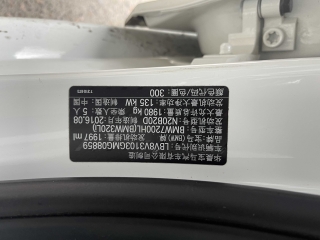 华晨宝马汽车有限公司制造
车辆识别代号：LBV8V3103GMG08859
品牌：宝马（BMW）
整车型号：BMW7200HL(BMW320Li)
发动机型号：N20B20D 发动机排量：1997 ml
制造年月：2016.08
最大允许总质量：1980 kg 乘坐人数：5 人
发动机最大净功率：135 kW 制造国：中国
颜色代码/色漆：300